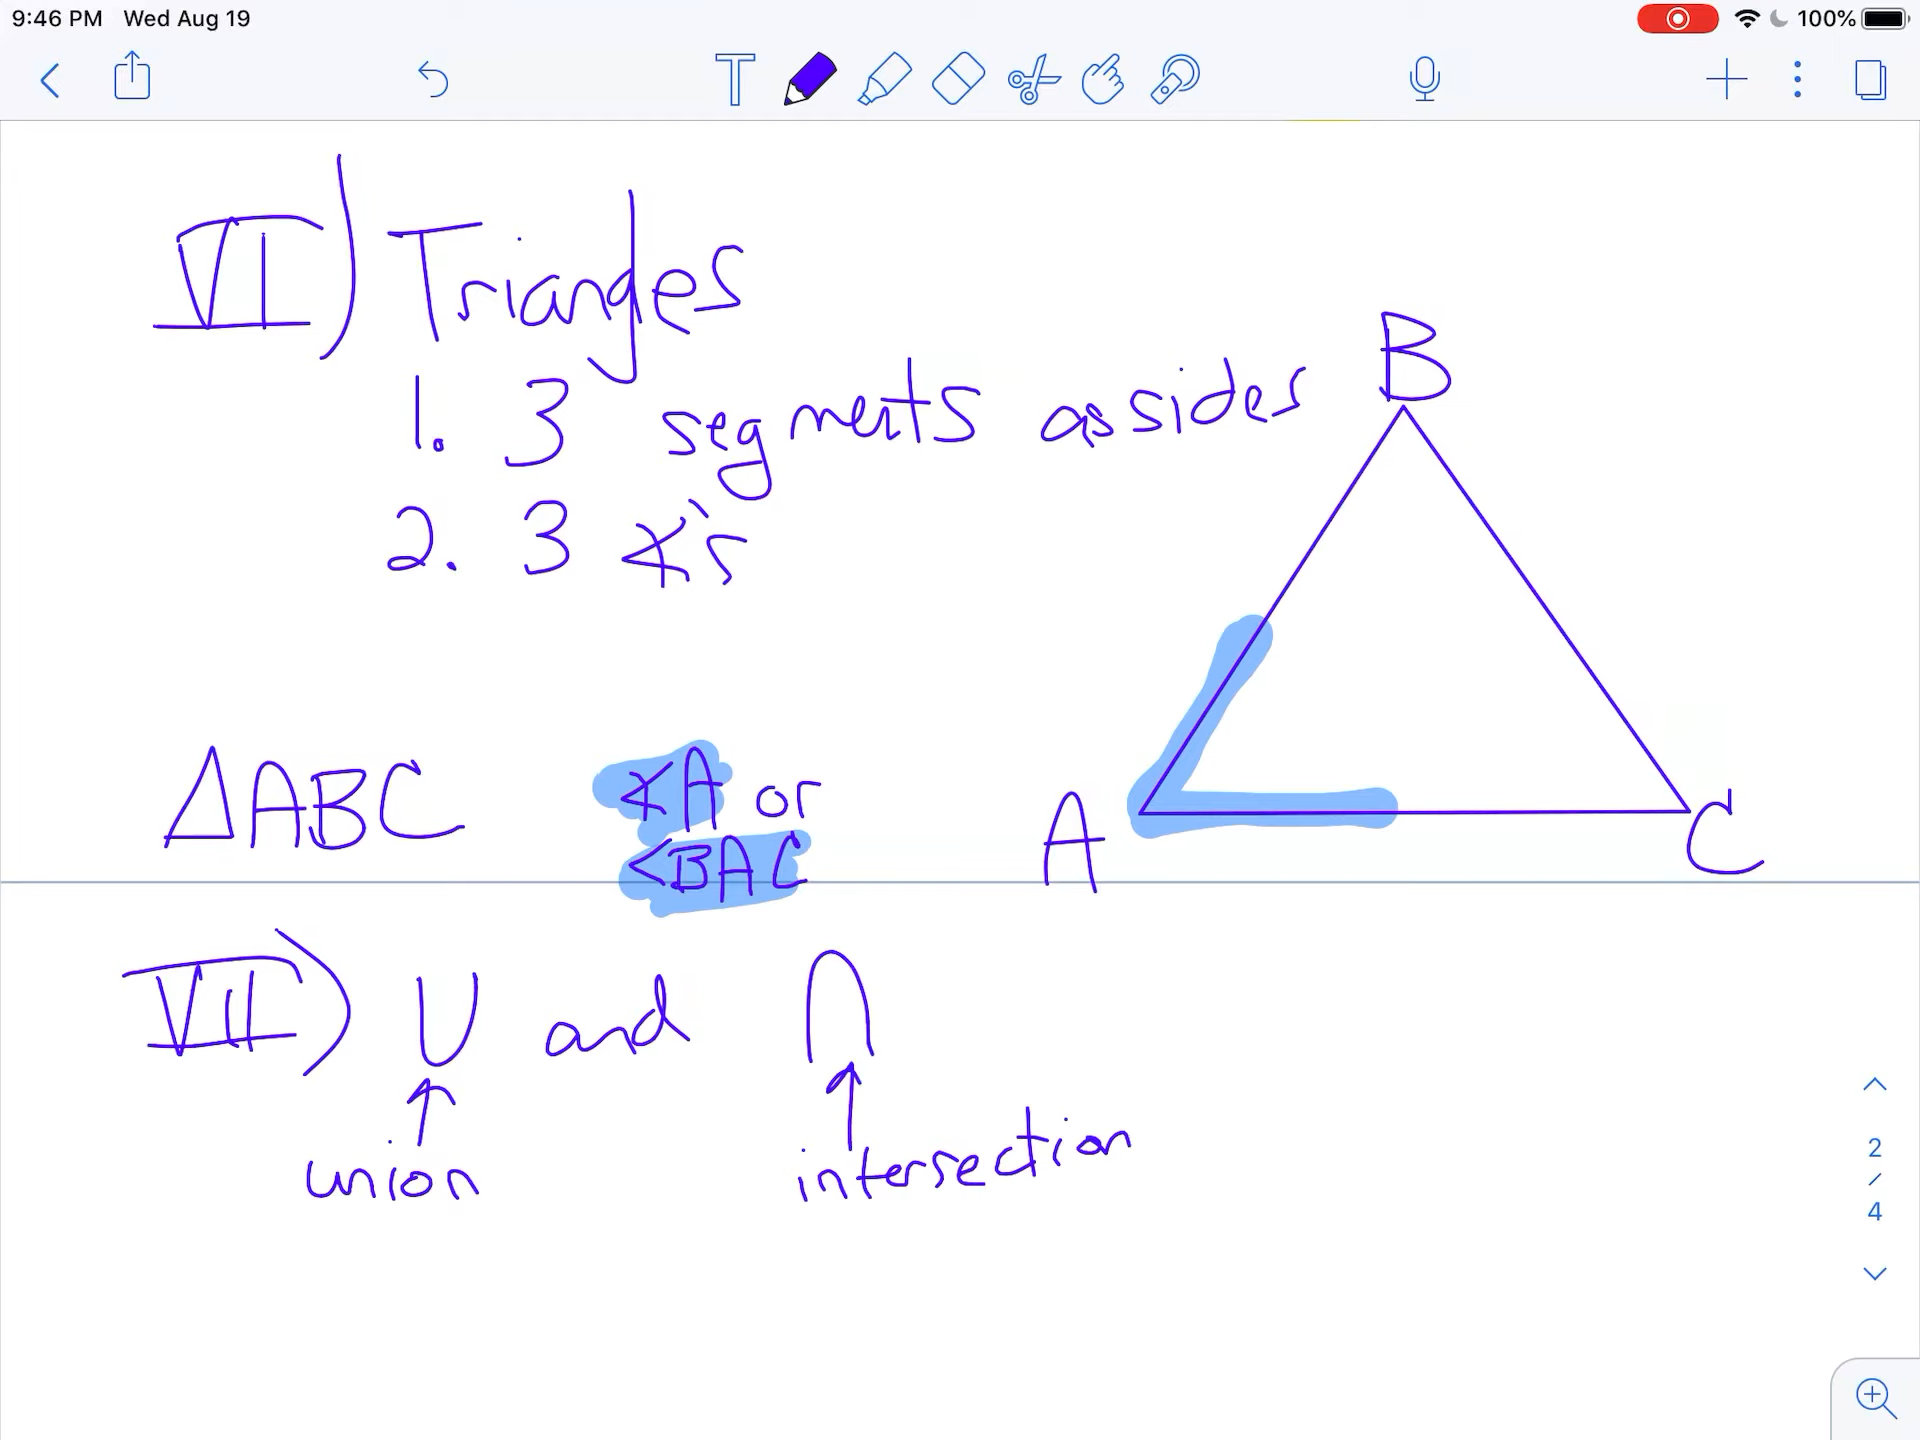 9:46 PM Wed Aug 19 100%
VI) Triangles
1. 3 segments as sides
2. 3 ∢'s
B
△ABC ∢A or
<BAC
A C
VII) ∪ and ∩
↑ ↑
union intersection
2
/
4